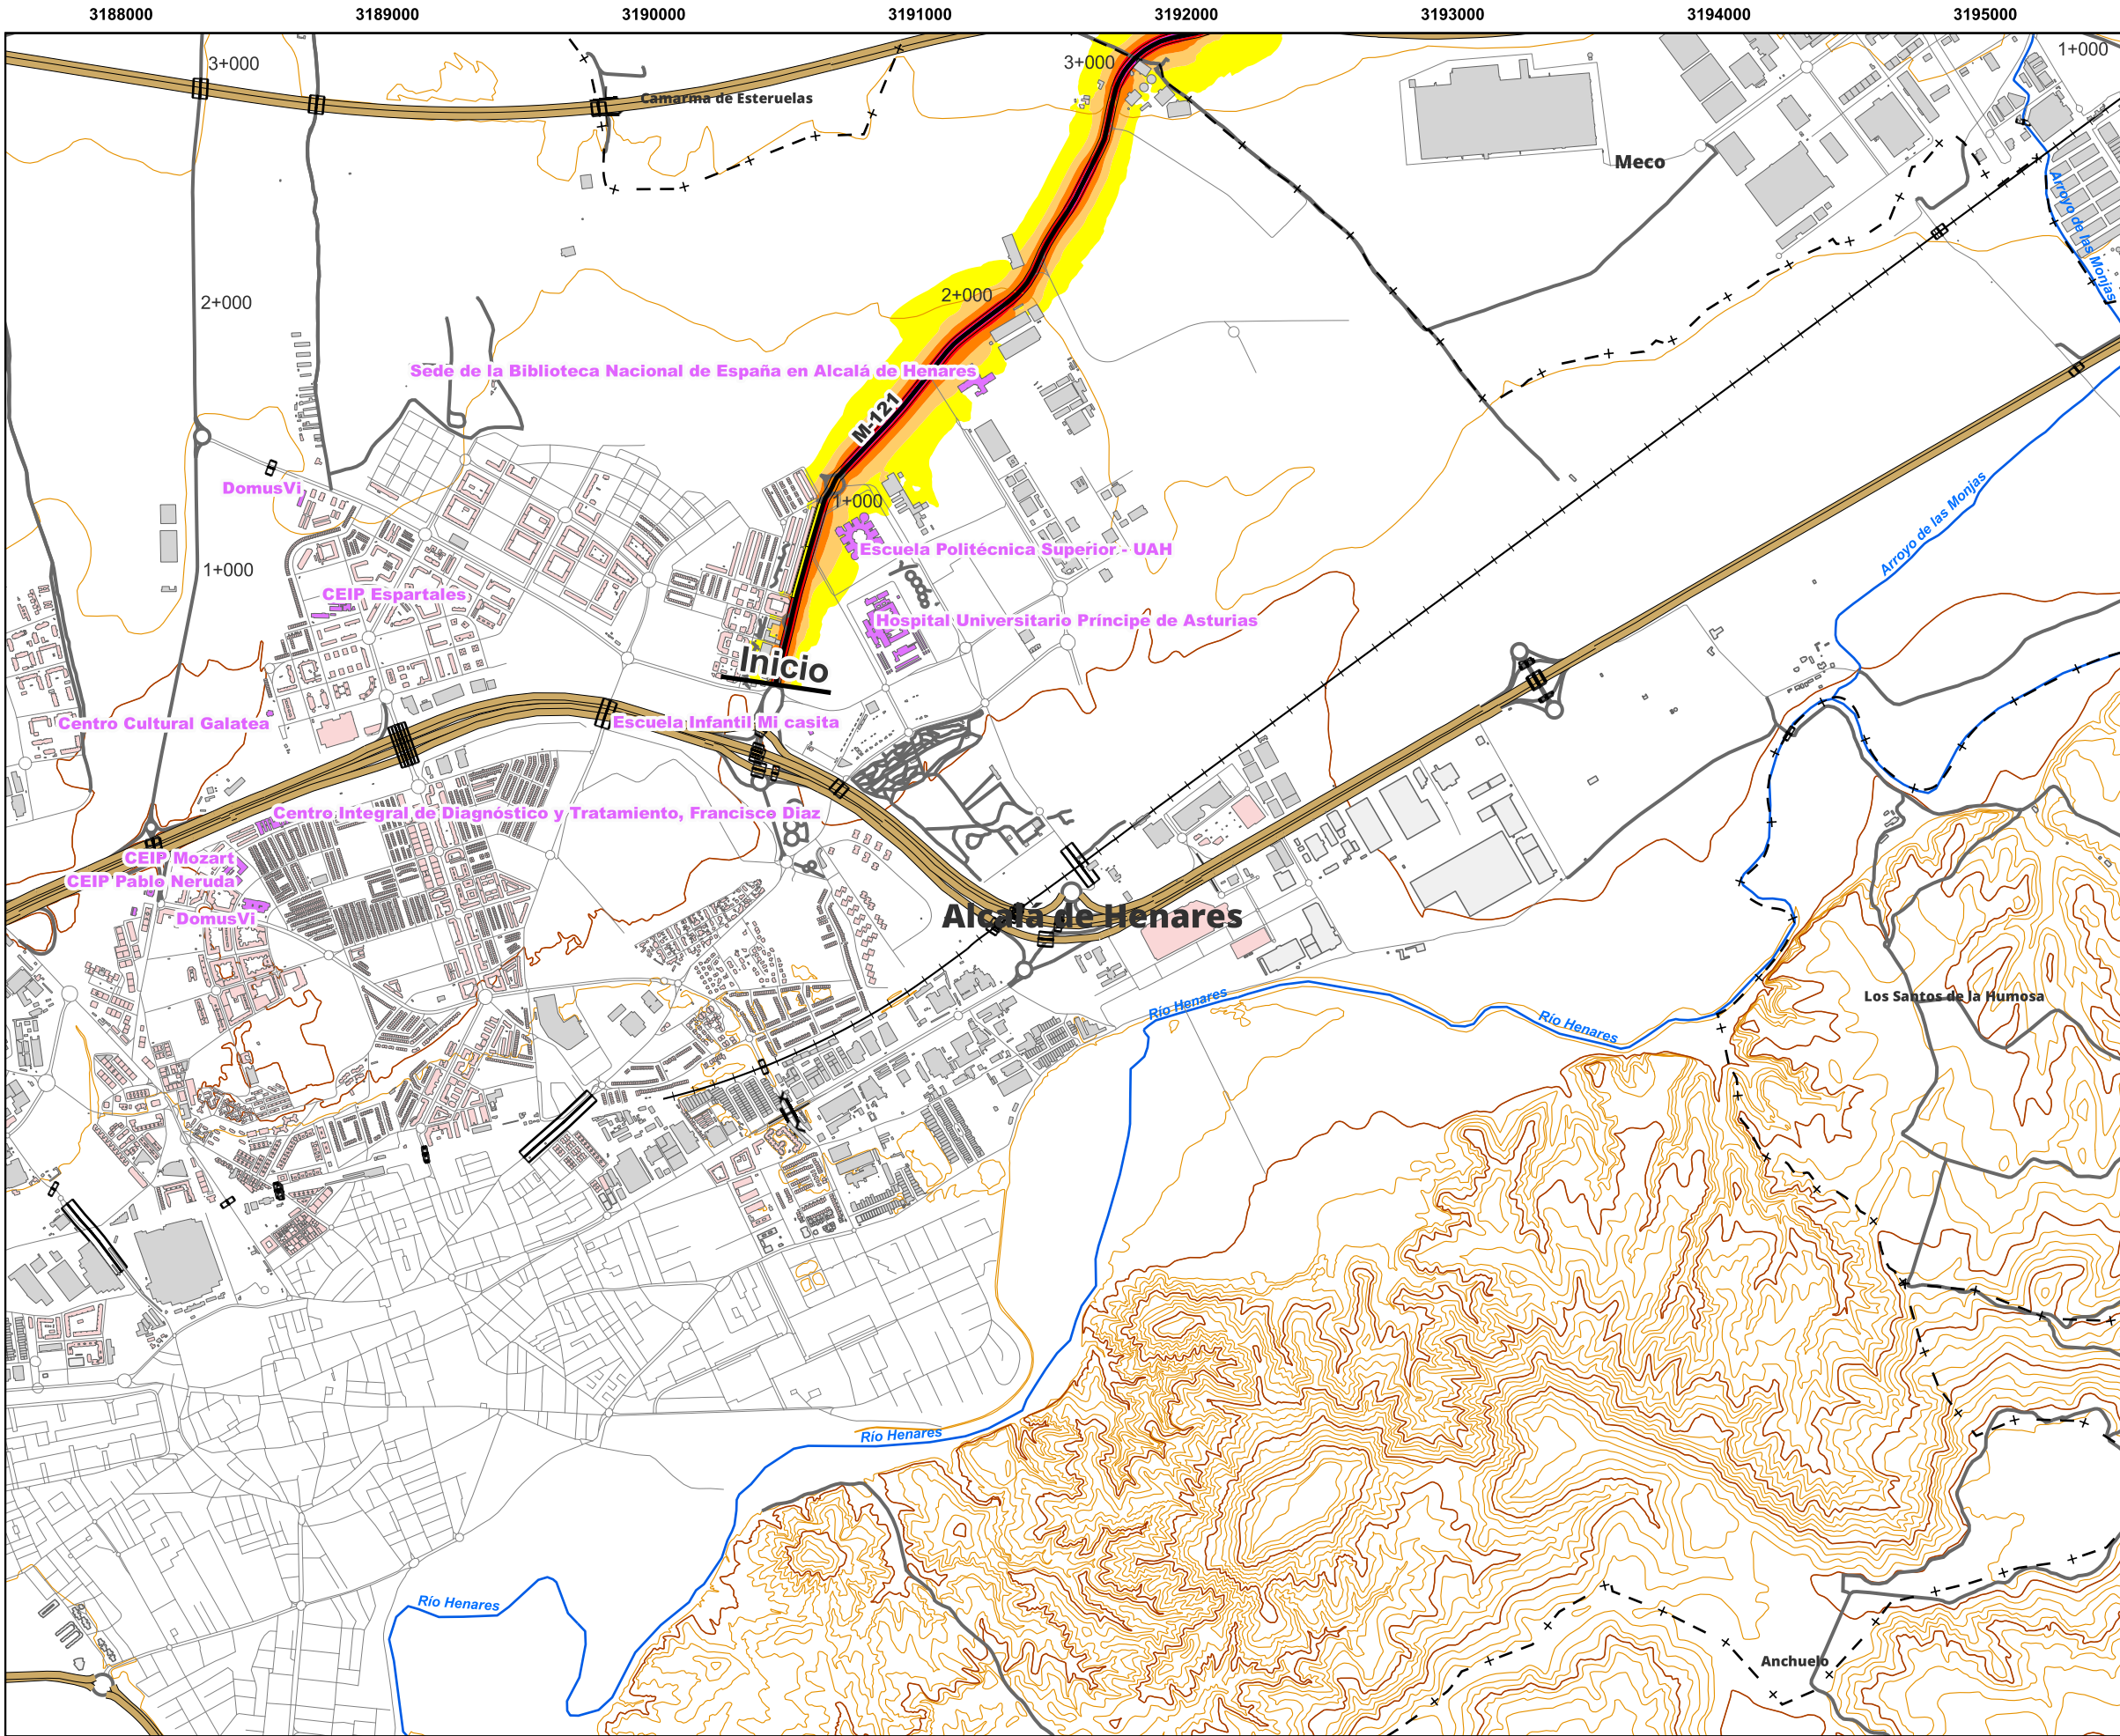 3188000 3189000 3190000 3191000 3192000 3193000 3194000 3195000
3+000
3+000
1+000
Camarma de Esteruelas
Meco
Arroyo de las Monjas
2+000
2+000
Sede de la Biblioteca Nacional de España en Alcalá de Henares
M-121
DomusVi
1+000
Arroyo de las Monjas
Escuela Politécnica Superior - UAH
1+000
CEIP Espartales
Hospital Universitario Príncipe de Asturias
Inicio
Centro Cultural Galatea
Escuela Infantil Mi casita
Centro Integral de Diagnóstico y Tratamiento, Francisco Diaz
CEIP Mozart
CEIP Pablo Neruda
DomusVi
Alcalá de Henares
Los Santos de la Humosa
Río Henares
Río Henares
Río Henares
Río Henares
Anchuelo